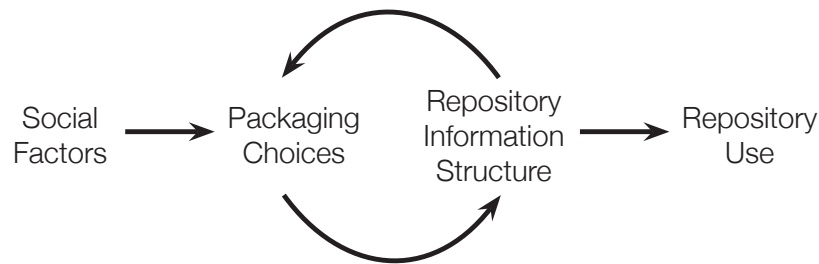 Social
Factors
Packaging
Choices
Repository
Information
Structure
Repository
Use